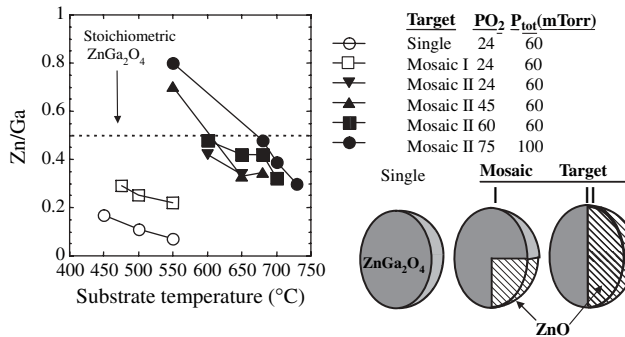 Stoichiometric
ZnGa₂O₄
Zn/Ga
1
0.8
0.6
0.4
0.2
0
400 450 500 550 600 650 700 750
Substrate temperature (°C)
Target PO₂ Pₜₒₜ(mTorr)
Single 24 60
Mosaic I 24 60
Mosaic II 24 60
Mosaic II 45 60
Mosaic II 60 60
Mosaic II 75 100
Single Mosaic Target
I II
ZnGa₂O₄
ZnO